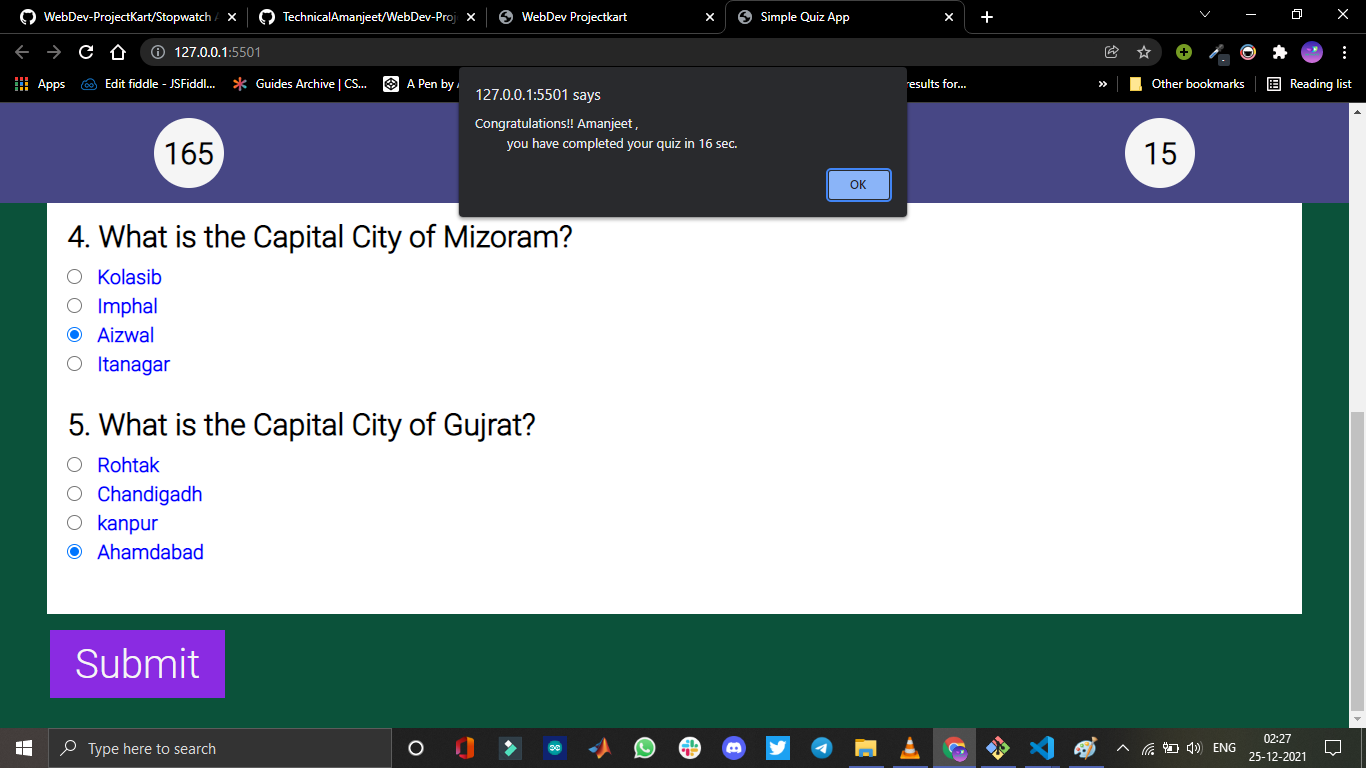 WebDev-ProjectKart/Stopwatch
TechnicalAmanjeet/WebDev-Proj
WebDev Projectkart
Simple Quiz App
127.0.0.1:5501
Apps
Edit fiddle - JSFiddl...
Guides Archive | CS...
A Pen by
results for...
»
Other bookmarks
Reading list
127.0.0.1:5501 says
Congratulations!! Amanjeet ,
you have completed your quiz in 16 sec.
OK
165
15
4. What is the Capital City of Mizoram?
Kolasib
Imphal
Aizwal
Itanagar
5. What is the Capital City of Gujrat?
Rohtak
Chandigadh
kanpur
Ahamdabad
Submit
Type here to search
ENG
02:27
25-12-2021